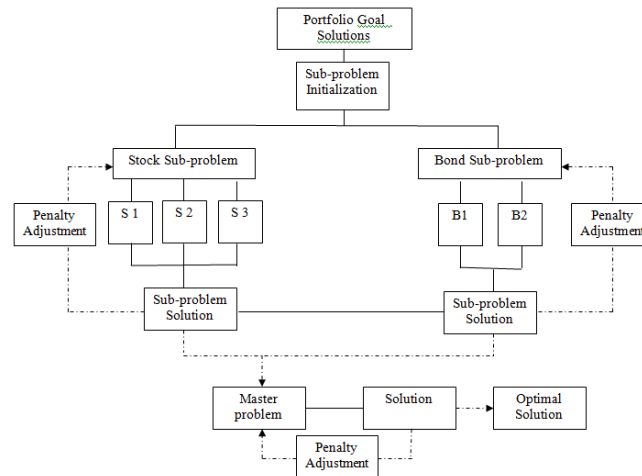 Portfolio Goal
Solutions
Sub-problem
Initialization
Stock Sub-problem
Bond Sub-problem
Penalty
Adjustment
S 1
S 2
S 3
B1
B2
Penalty
Adjustment
Sub-problem
Solution
Sub-problem
Solution
Master
problem
Solution
Optimal
Solution
Penalty
Adjustment